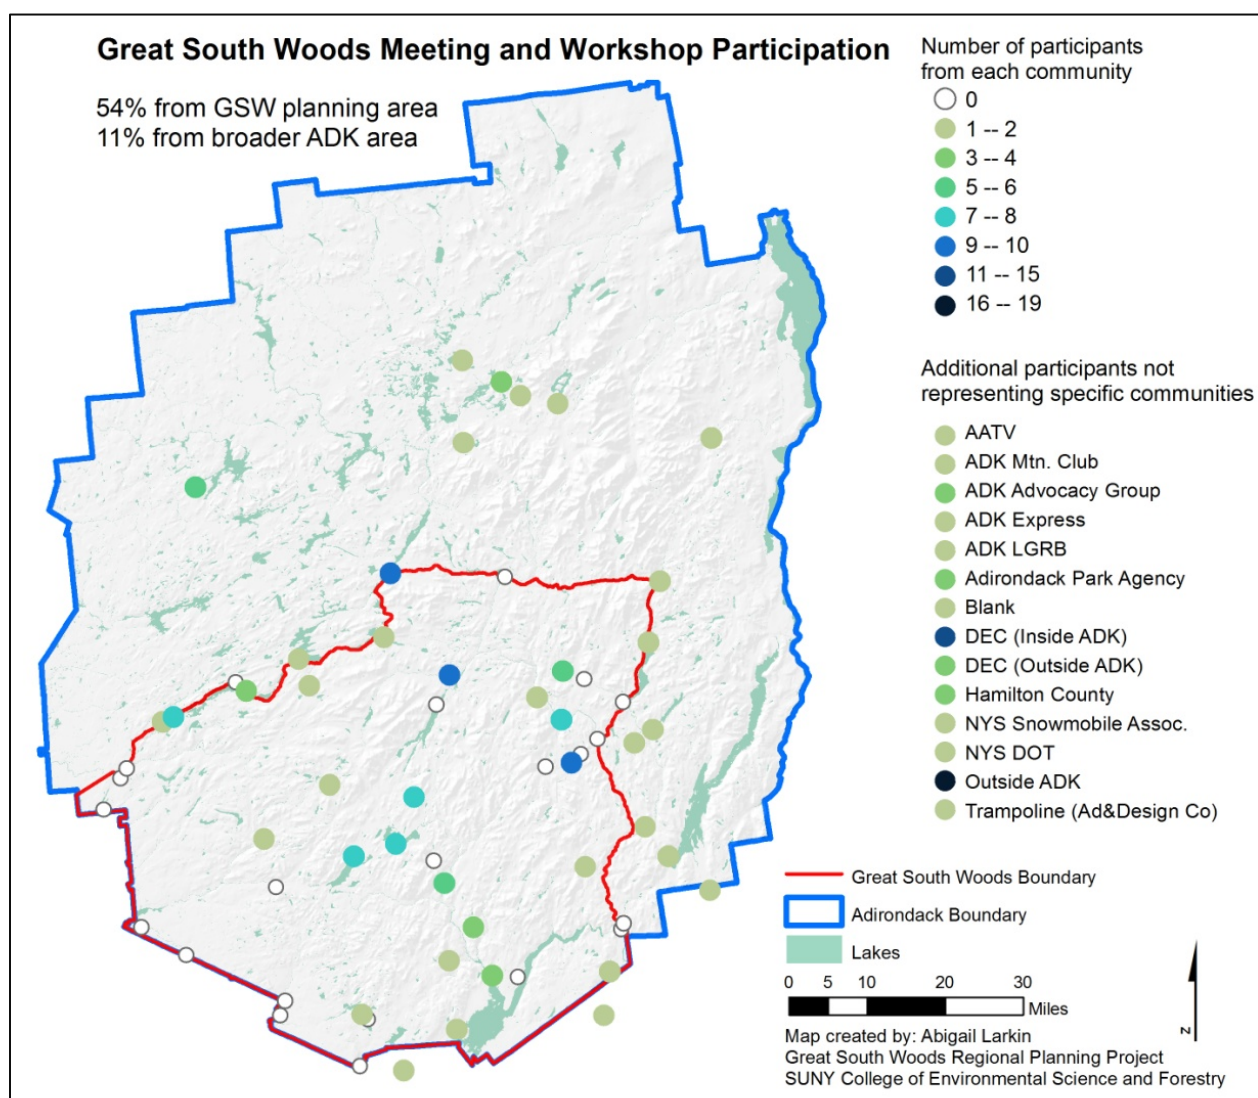 Great South Woods Meeting and Workshop Participation
54% from GSW planning area
11% from broader ADK area
Number of participants
from each community
0
1 -- 2
3 -- 4
5 -- 6
7 -- 8
9 -- 10
11 -- 15
16 -- 19
Additional participants not
representing specific communities
AATV
ADK Mtn. Club
ADK Advocacy Group
ADK Express
ADK LGRB
Adirondack Park Agency
Blank
DEC (Inside ADK)
DEC (Outside ADK)
Hamilton County
NYS Snowmobile Assoc.
NYS DOT
Outside ADK
Trampoline (Ad&Design Co)
Great South Woods Boundary
Adirondack Boundary
Lakes
0 5 10 20 30
Miles
Map created by: Abigail Larkin
Great South Woods Regional Planning Project
SUNY College of Environmental Science and Forestry
N